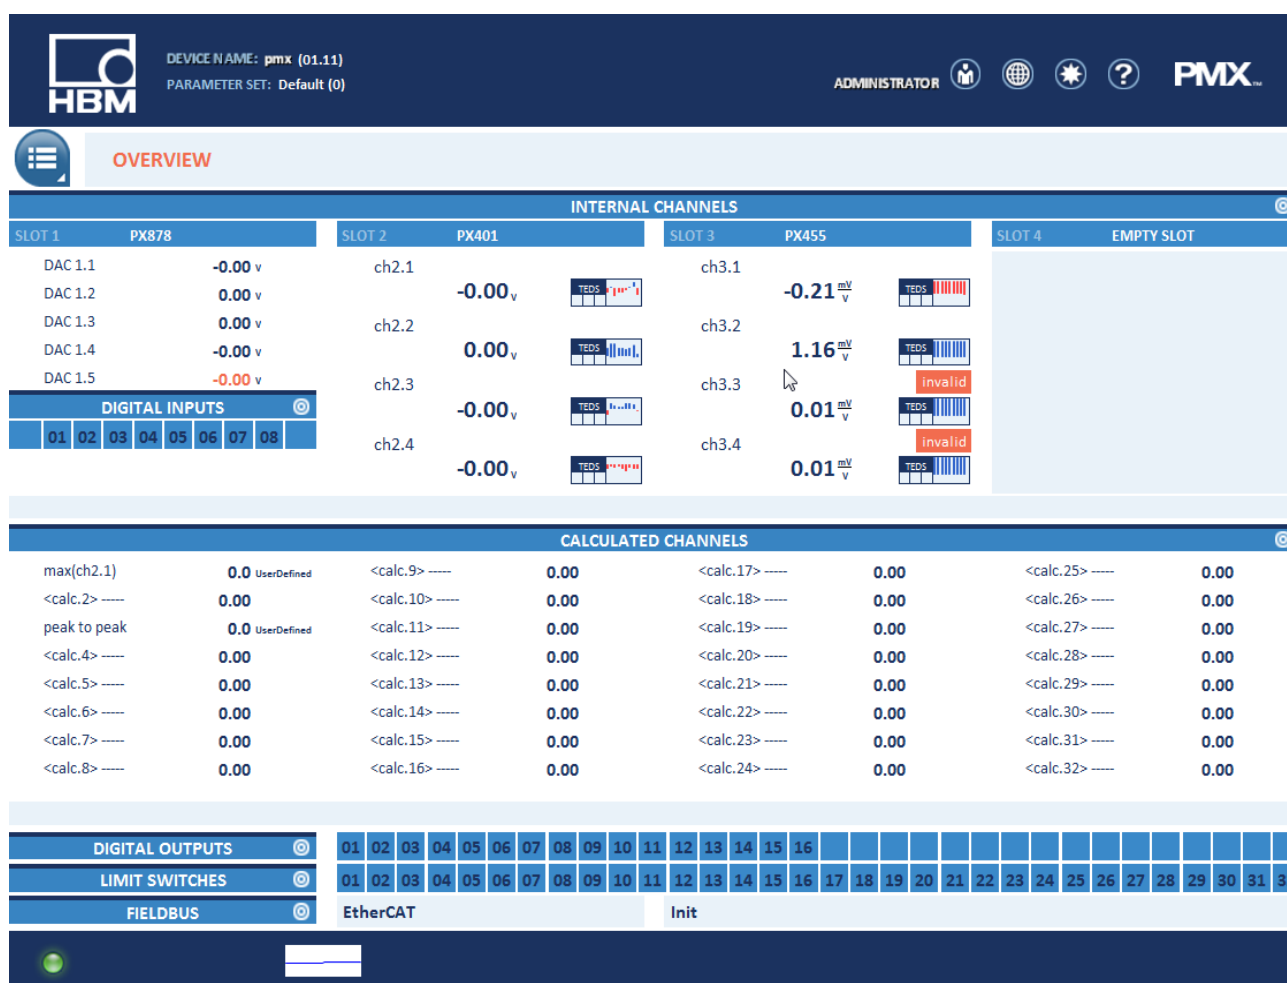 HBM
DEVICE NAME: pmx (01.11)
PARAMETER SET: Default (0)
ADMINISTRATOR
?
PMX™
OVERVIEW
INTERNAL CHANNELS
SLOT 1 PX878
DAC 1.1 -0.00 V
DAC 1.2 0.00 V
DAC 1.3 0.00 V
DAC 1.4 -0.00 V
DAC 1.5 -0.00 V
DIGITAL INPUTS
01 02 03 04 05 06 07 08
SLOT 2 PX401
ch2.1
-0.00 V TEDS
ch2.2
0.00 V TEDS
ch2.3
-0.00 V TEDS
ch2.4
-0.00 V TEDS
SLOT 3 PX455
ch3.1
-0.21 mV/V TEDS
ch3.2
1.16 mV/V TEDS
ch3.3 invalid
0.01 mV/V TEDS
ch3.4 invalid
0.01 mV/V TEDS
SLOT 4 EMPTY SLOT
CALCULATED CHANNELS
max(ch2.1) 0.0 UserDefined <calc.9> ----- 0.00 <calc.17> ----- 0.00 <calc.25> ----- 0.00
<calc.2> ----- 0.00 <calc.10> ----- 0.00 <calc.18> ----- 0.00 <calc.26> ----- 0.00
peak to peak 0.0 UserDefined <calc.11> ----- 0.00 <calc.19> ----- 0.00 <calc.27> ----- 0.00
<calc.4> ----- 0.00 <calc.12> ----- 0.00 <calc.20> ----- 0.00 <calc.28> ----- 0.00
<calc.5> ----- 0.00 <calc.13> ----- 0.00 <calc.21> ----- 0.00 <calc.29> ----- 0.00
<calc.6> ----- 0.00 <calc.14> ----- 0.00 <calc.22> ----- 0.00 <calc.30> ----- 0.00
<calc.7> ----- 0.00 <calc.15> ----- 0.00 <calc.23> ----- 0.00 <calc.31> ----- 0.00
<calc.8> ----- 0.00 <calc.16> ----- 0.00 <calc.24> ----- 0.00 <calc.32> ----- 0.00
DIGITAL OUTPUTS 01 02 03 04 05 06 07 08 09 10 11 12 13 14 15 16
LIMIT SWITCHES 01 02 03 04 05 06 07 08 09 10 11 12 13 14 15 16 17 18 19 20 21 22 23 24 25 26 27 28 29 30 31
FIELDBUS EtherCAT Init